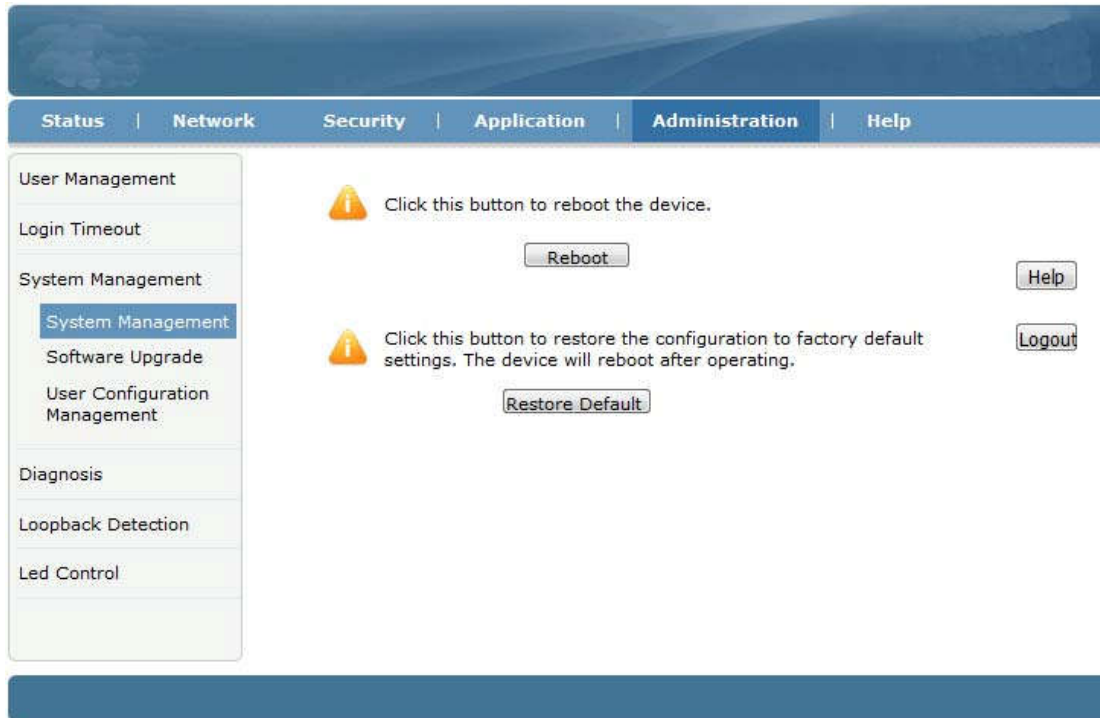 Status | Network Security | Application | Administration | Help
User Management
Login Timeout
System Management
System Management
Software Upgrade
User Configuration
Management
Diagnosis
Loopback Detection
Led Control
Click this button to reboot the device.
Reboot
Click this button to restore the configuration to factory default
settings. The device will reboot after operating.
Restore Default
Help
Logout